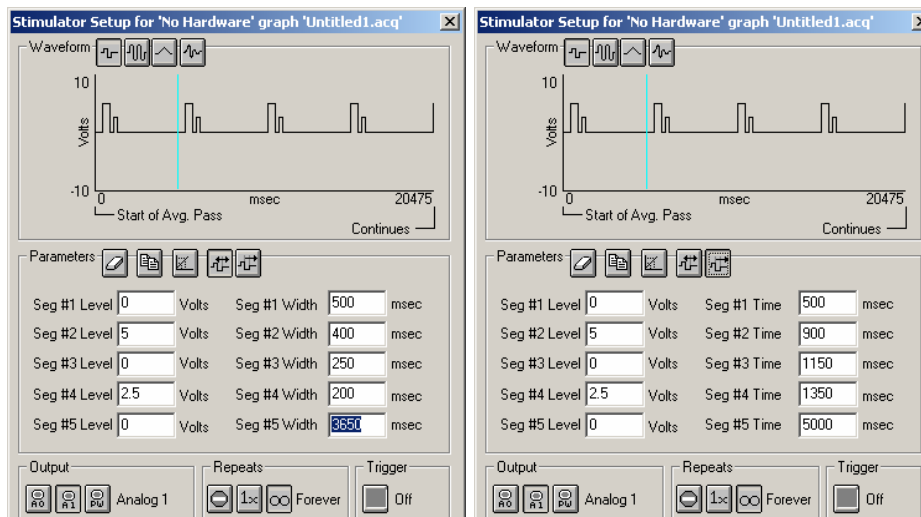 Stimulator Setup for 'No Hardware' graph 'Untitled1.acq'
Waveform
10
Volts
-10
0 msec 20475
Start of Avg. Pass
Continues
Parameters
Seg #1 Level 0 Volts Seg #1 Width 500 msec
Seg #2 Level 5 Volts Seg #2 Width 400 msec
Seg #3 Level 0 Volts Seg #3 Width 250 msec
Seg #4 Level 2.5 Volts Seg #4 Width 200 msec
Seg #5 Level 0 Volts Seg #5 Width 3650 msec
Output Repeats Trigger
A0 A1 PW Analog 1 1x Forever Off
Stimulator Setup for 'No Hardware' graph 'Untitled1.acq'
Waveform
10
Volts
-10
0 msec 20475
Start of Avg. Pass
Continues
Parameters
Seg #1 Level 0 Volts Seg #1 Time 500 msec
Seg #2 Level 5 Volts Seg #2 Time 900 msec
Seg #3 Level 0 Volts Seg #3 Time 1150 msec
Seg #4 Level 2.5 Volts Seg #4 Time 1350 msec
Seg #5 Level 0 Volts Seg #5 Time 5000 msec
Output Repeats Trigger
A0 A1 PW Analog 1 1x Forever Off